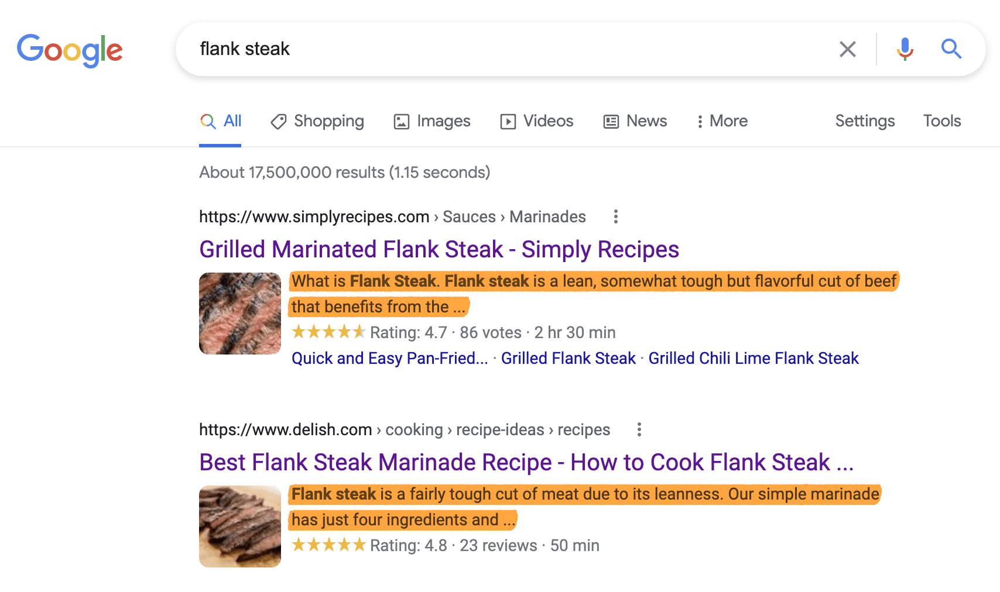 Google
flank steak
All Shopping Images Videos News More Settings Tools
About 17,500,000 results (1.15 seconds)
https://www.simplyrecipes.com › Sauces › Marinades
Grilled Marinated Flank Steak - Simply Recipes
What is Flank Steak. Flank steak is a lean, somewhat tough but flavorful cut of beef
that benefits from the ...
Rating: 4.7 · 86 votes · 2 hr 30 min
Quick and Easy Pan-Fried... · Grilled Flank Steak · Grilled Chili Lime Flank Steak
https://www.delish.com › cooking › recipe-ideas › recipes
Best Flank Steak Marinade Recipe - How to Cook Flank Steak ...
Flank steak is a fairly tough cut of meat due to its leanness. Our simple marinade
has just four ingredients and ...
Rating: 4.8 · 23 reviews · 50 min